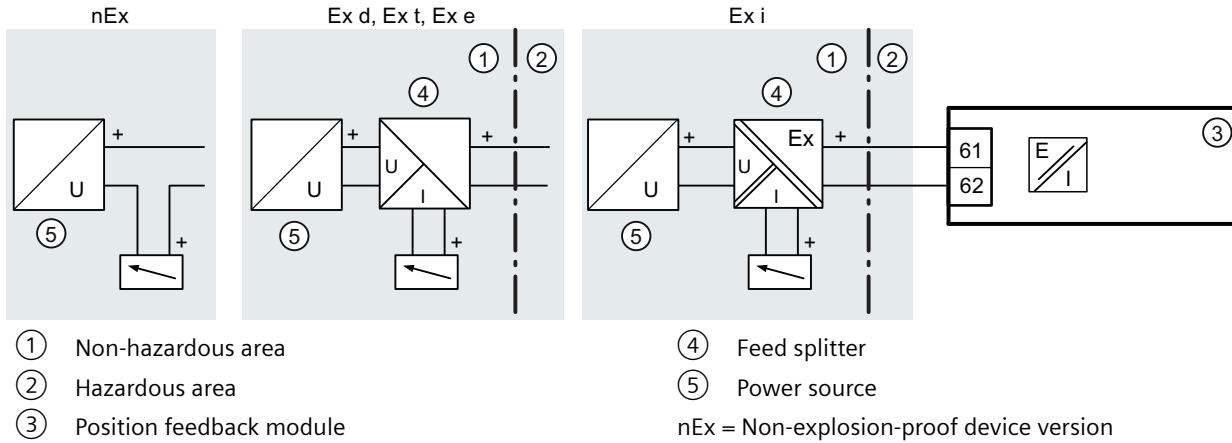 nEx
Ex d, Ex t, Ex e
Ex i
1
2
1
2
4
4
3
+
+
+
+
+
Ex
61
E
U
U
U
U
U
I
I
62
I
5
5
5
+
+
+
1 Non-hazardous area
2 Hazardous area
3 Position feedback module
4 Feed splitter
5 Power source
nEx = Non-explosion-proof device version